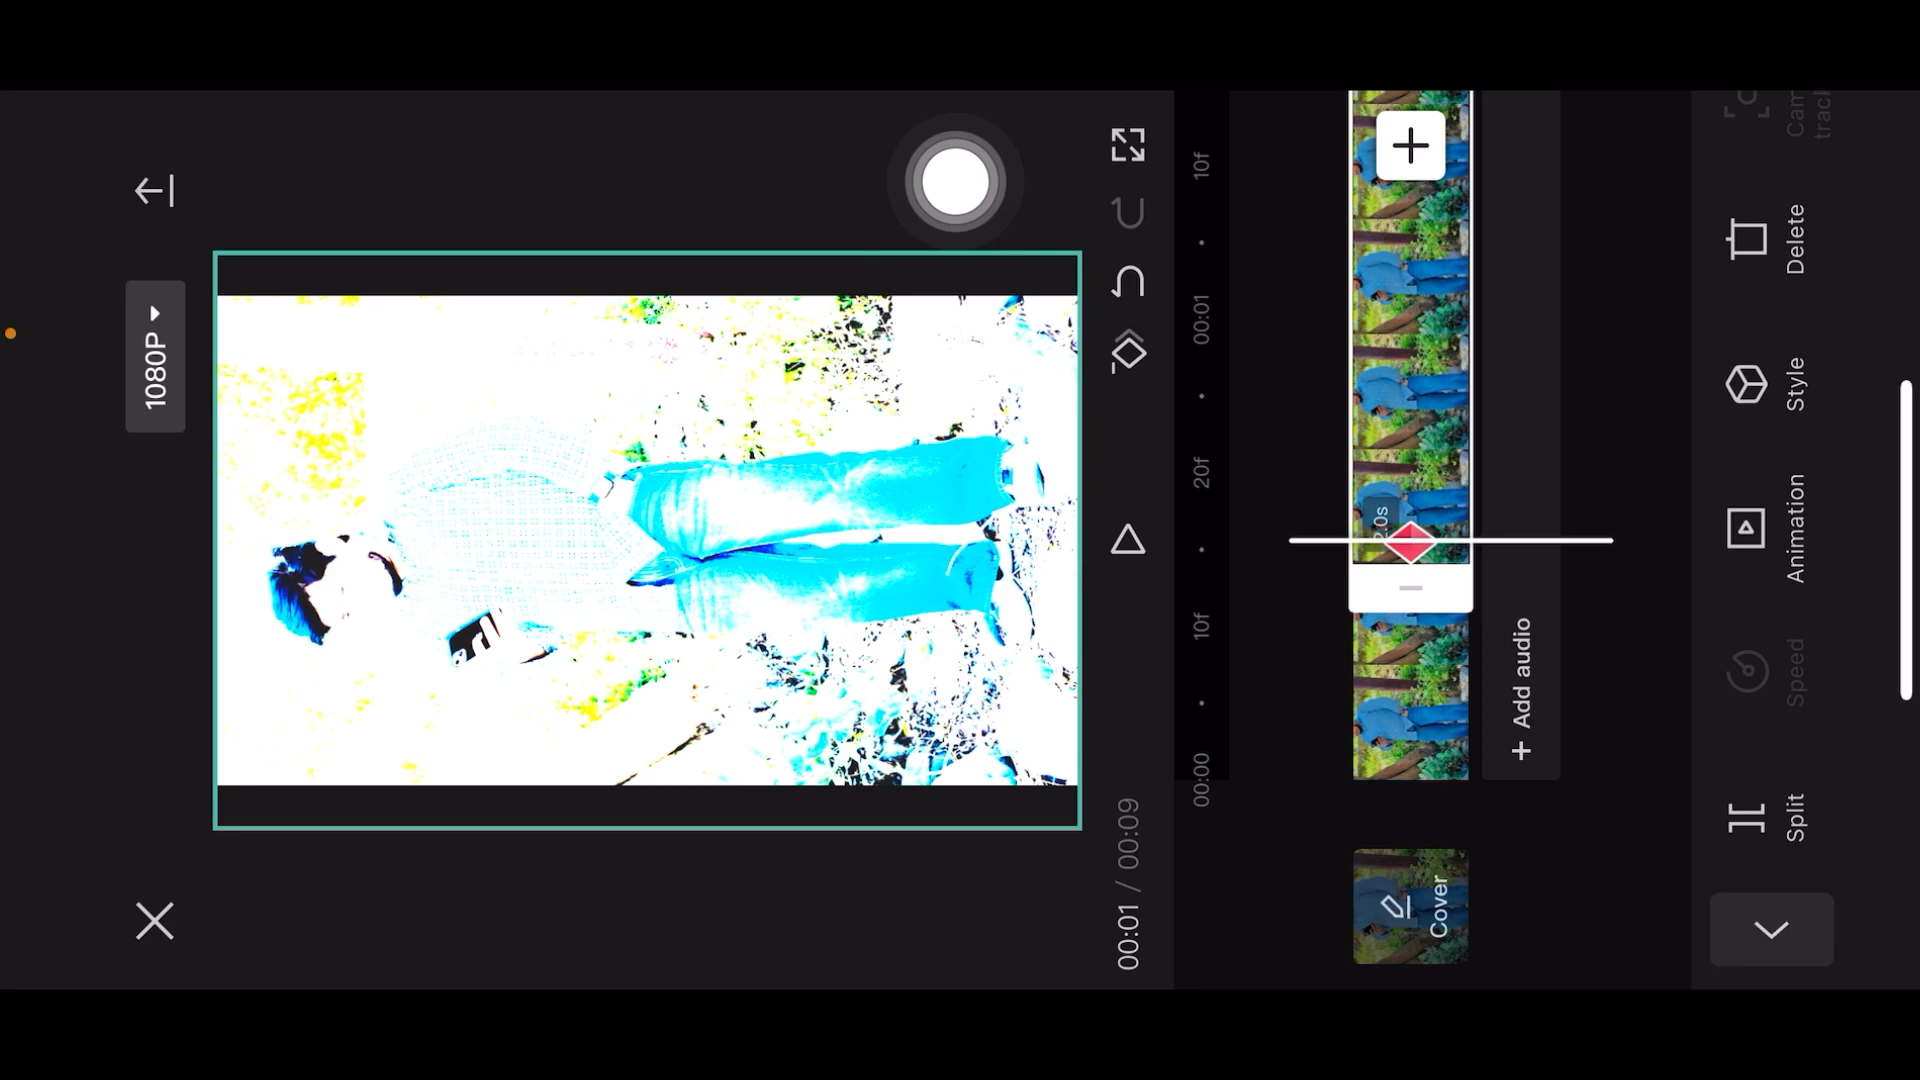 1080P
00:01 / 00:09
00:00
10f
20f
00:01
10f
2.0s
Cover
+ Add audio
Split
Speed
Animation
Style
Delete